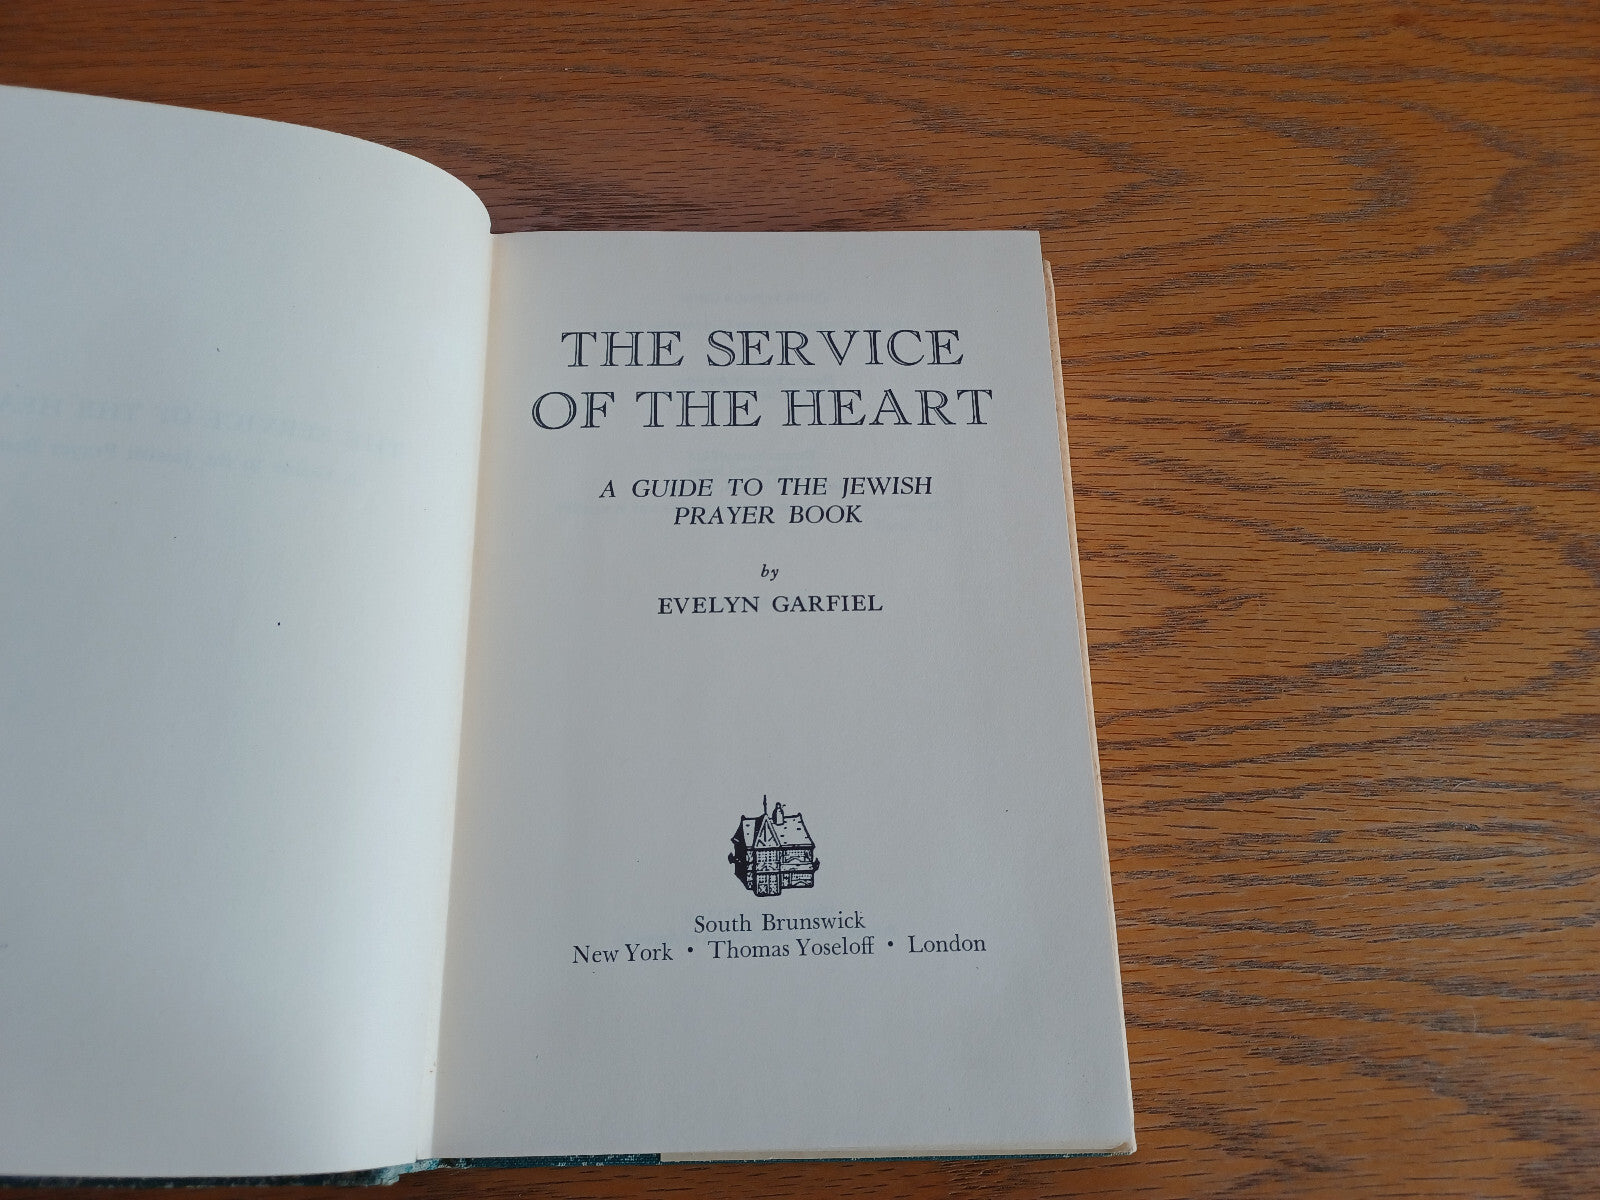 THE SERVICE
OF THE HEART
A GUIDE TO THE JEWISH
PRAYER BOOK
by
EVELYN GARFIEL
South Brunswick
New York • Thomas Yoseloff • London